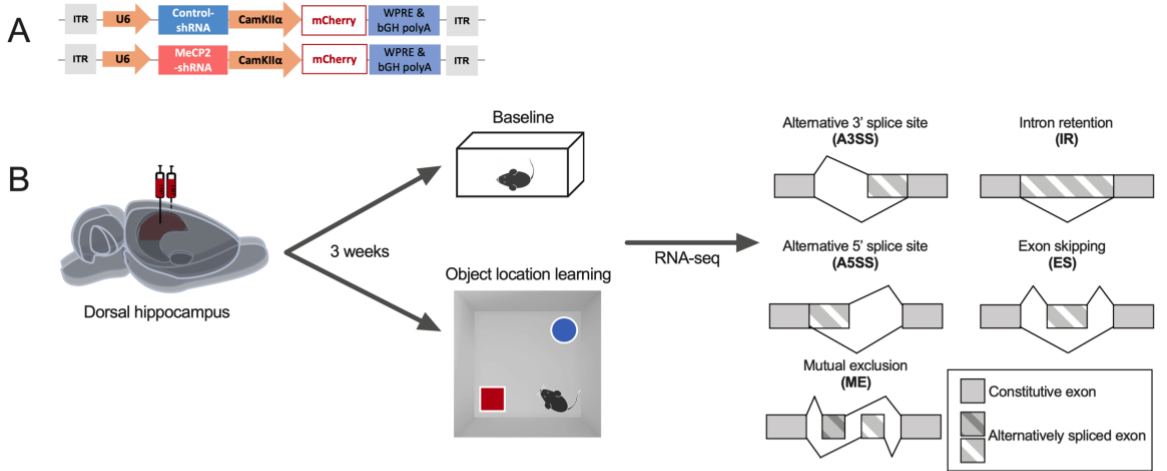 A
ITR U6 Control-
shRNA CamKIIα mCherry WPRE &
bGH polyA ITR
ITR U6 MeCP2
-shRNA CamKIIα mCherry WPRE &
bGH polyA ITR
B
Dorsal hippocampus
3 weeks
Baseline
Object location learning
RNA-seq
Alternative 3' splice site
(A3SS)
Intron retention
(IR)
Alternative 5' splice site
(A5SS)
Exon skipping
(ES)
Mutual exclusion
(ME)
Constitutive exon
Alternatively spliced exon